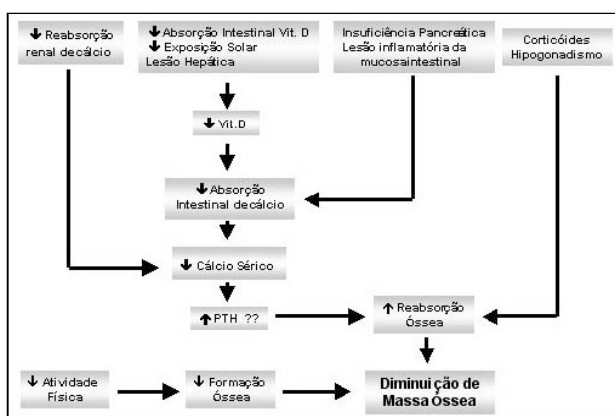 ↓ Reabsorção
renal decálcio
↓ Absorção Intestinal Vit. D
↓ Exposição Solar
Lesão Hepática
Insuficiência Pancreática
Lesão inflamatória da
mucosaintestinal
Corticóides
Hipogonadismo
↓ Vit.D
↓ Absorção
Intestinal decálcio
↓ Cálcio Sérico
↑ PTH ??
↑ Reabsorção
Óssea
↓ Atividade
Física
↓ Formação
Óssea
Diminuição de
Massa Óssea